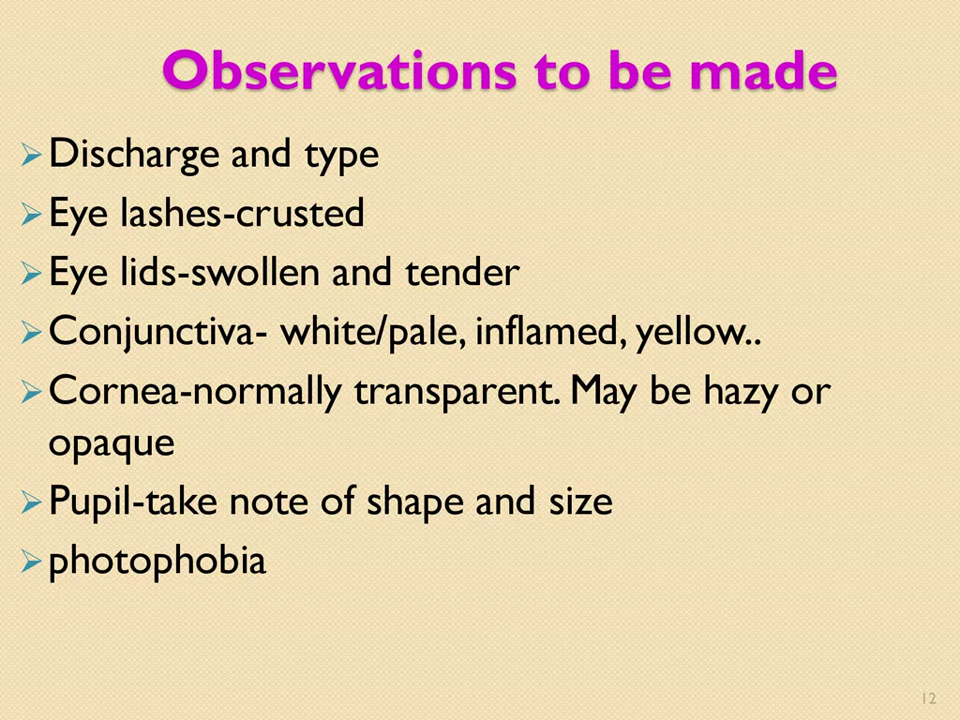 Observations to be made
➢Discharge and type
➢Eye lashes-crusted
➢Eye lids-swollen and tender
➢Conjunctiva- white/pale, inflamed, yellow..
➢Cornea-normally transparent. May be hazy or
opaque
➢Pupil-take note of shape and size
➢photophobia
12